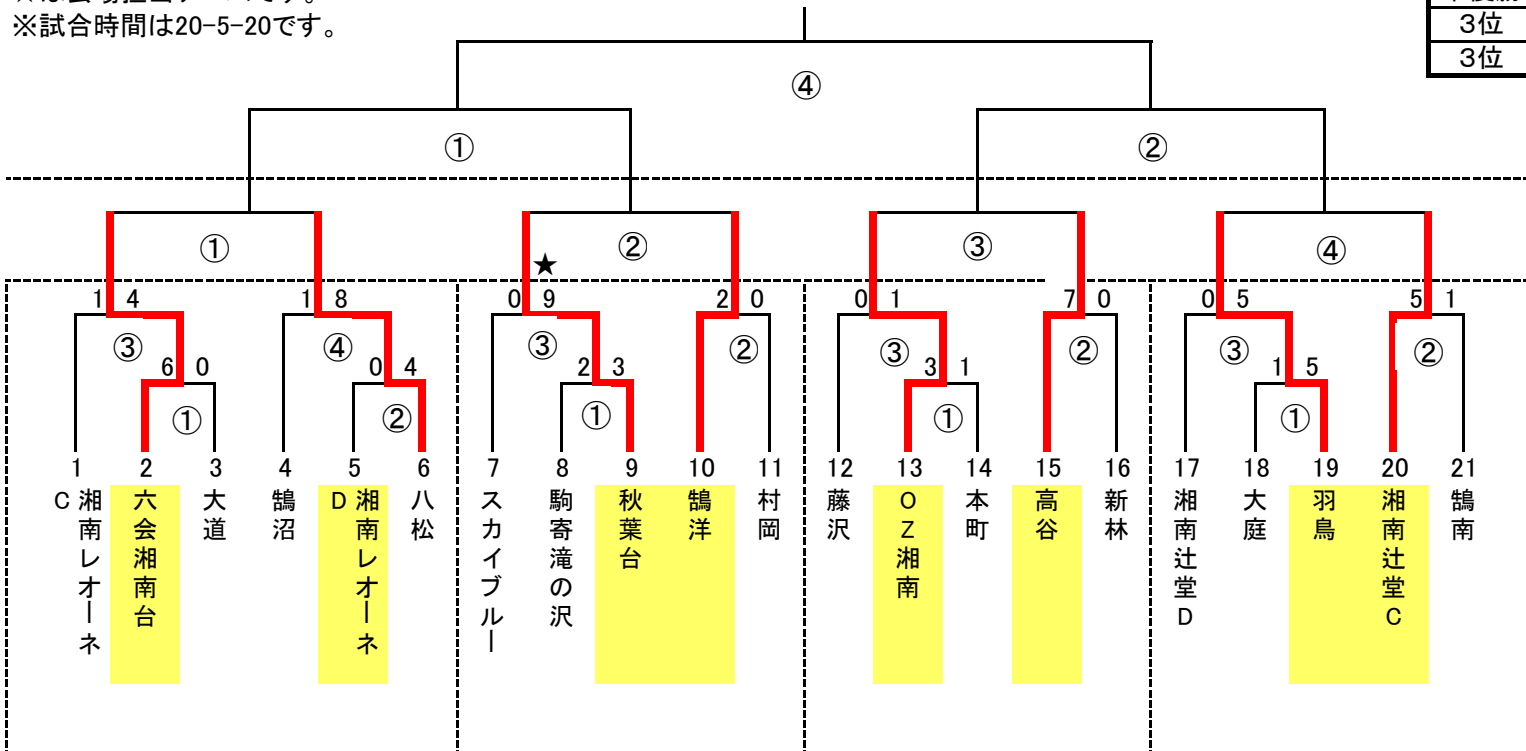 ※試合時間は20-5-20です。
3位
3位
④
①
②
①
②
③
④
★
1 4
1 8
0 9
2 0
0 1
7 0
0 5
5 1
③
④
③
②
③
②
③
②
6 0
0 4
2 3
3 1
1 5
①
②
①
①
①
1
2
3
4
5
6
7
8
9
10
11
12
13
14
15
16
17
18
19
20
21
湘南レオーネC
六会湘南台
大道
鵠沼
湘南レオーネD
八松
スカイブルー
駒寄滝の沢
秋葉台
鵠洋
村岡
藤沢
OZ湘南
本町
高谷
新林
湘南辻堂D
大庭
羽鳥
湘南辻堂C
鵠南